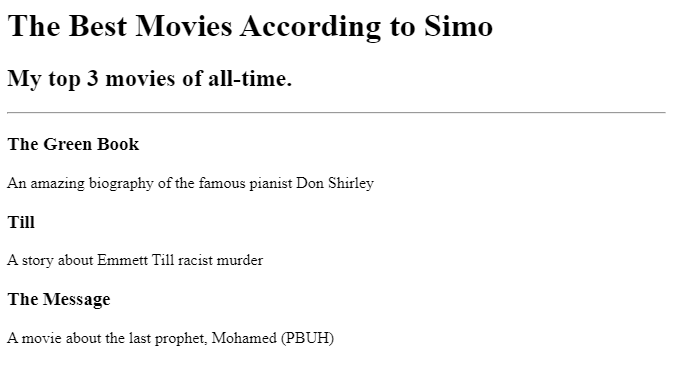 The Best Movies According to Simo
My top 3 movies of all-time.
The Green Book
An amazing biography of the famous pianist Don Shirley
Till
A story about Emmett Till racist murder
The Message
A movie about the last prophet, Mohamed (PBUH)